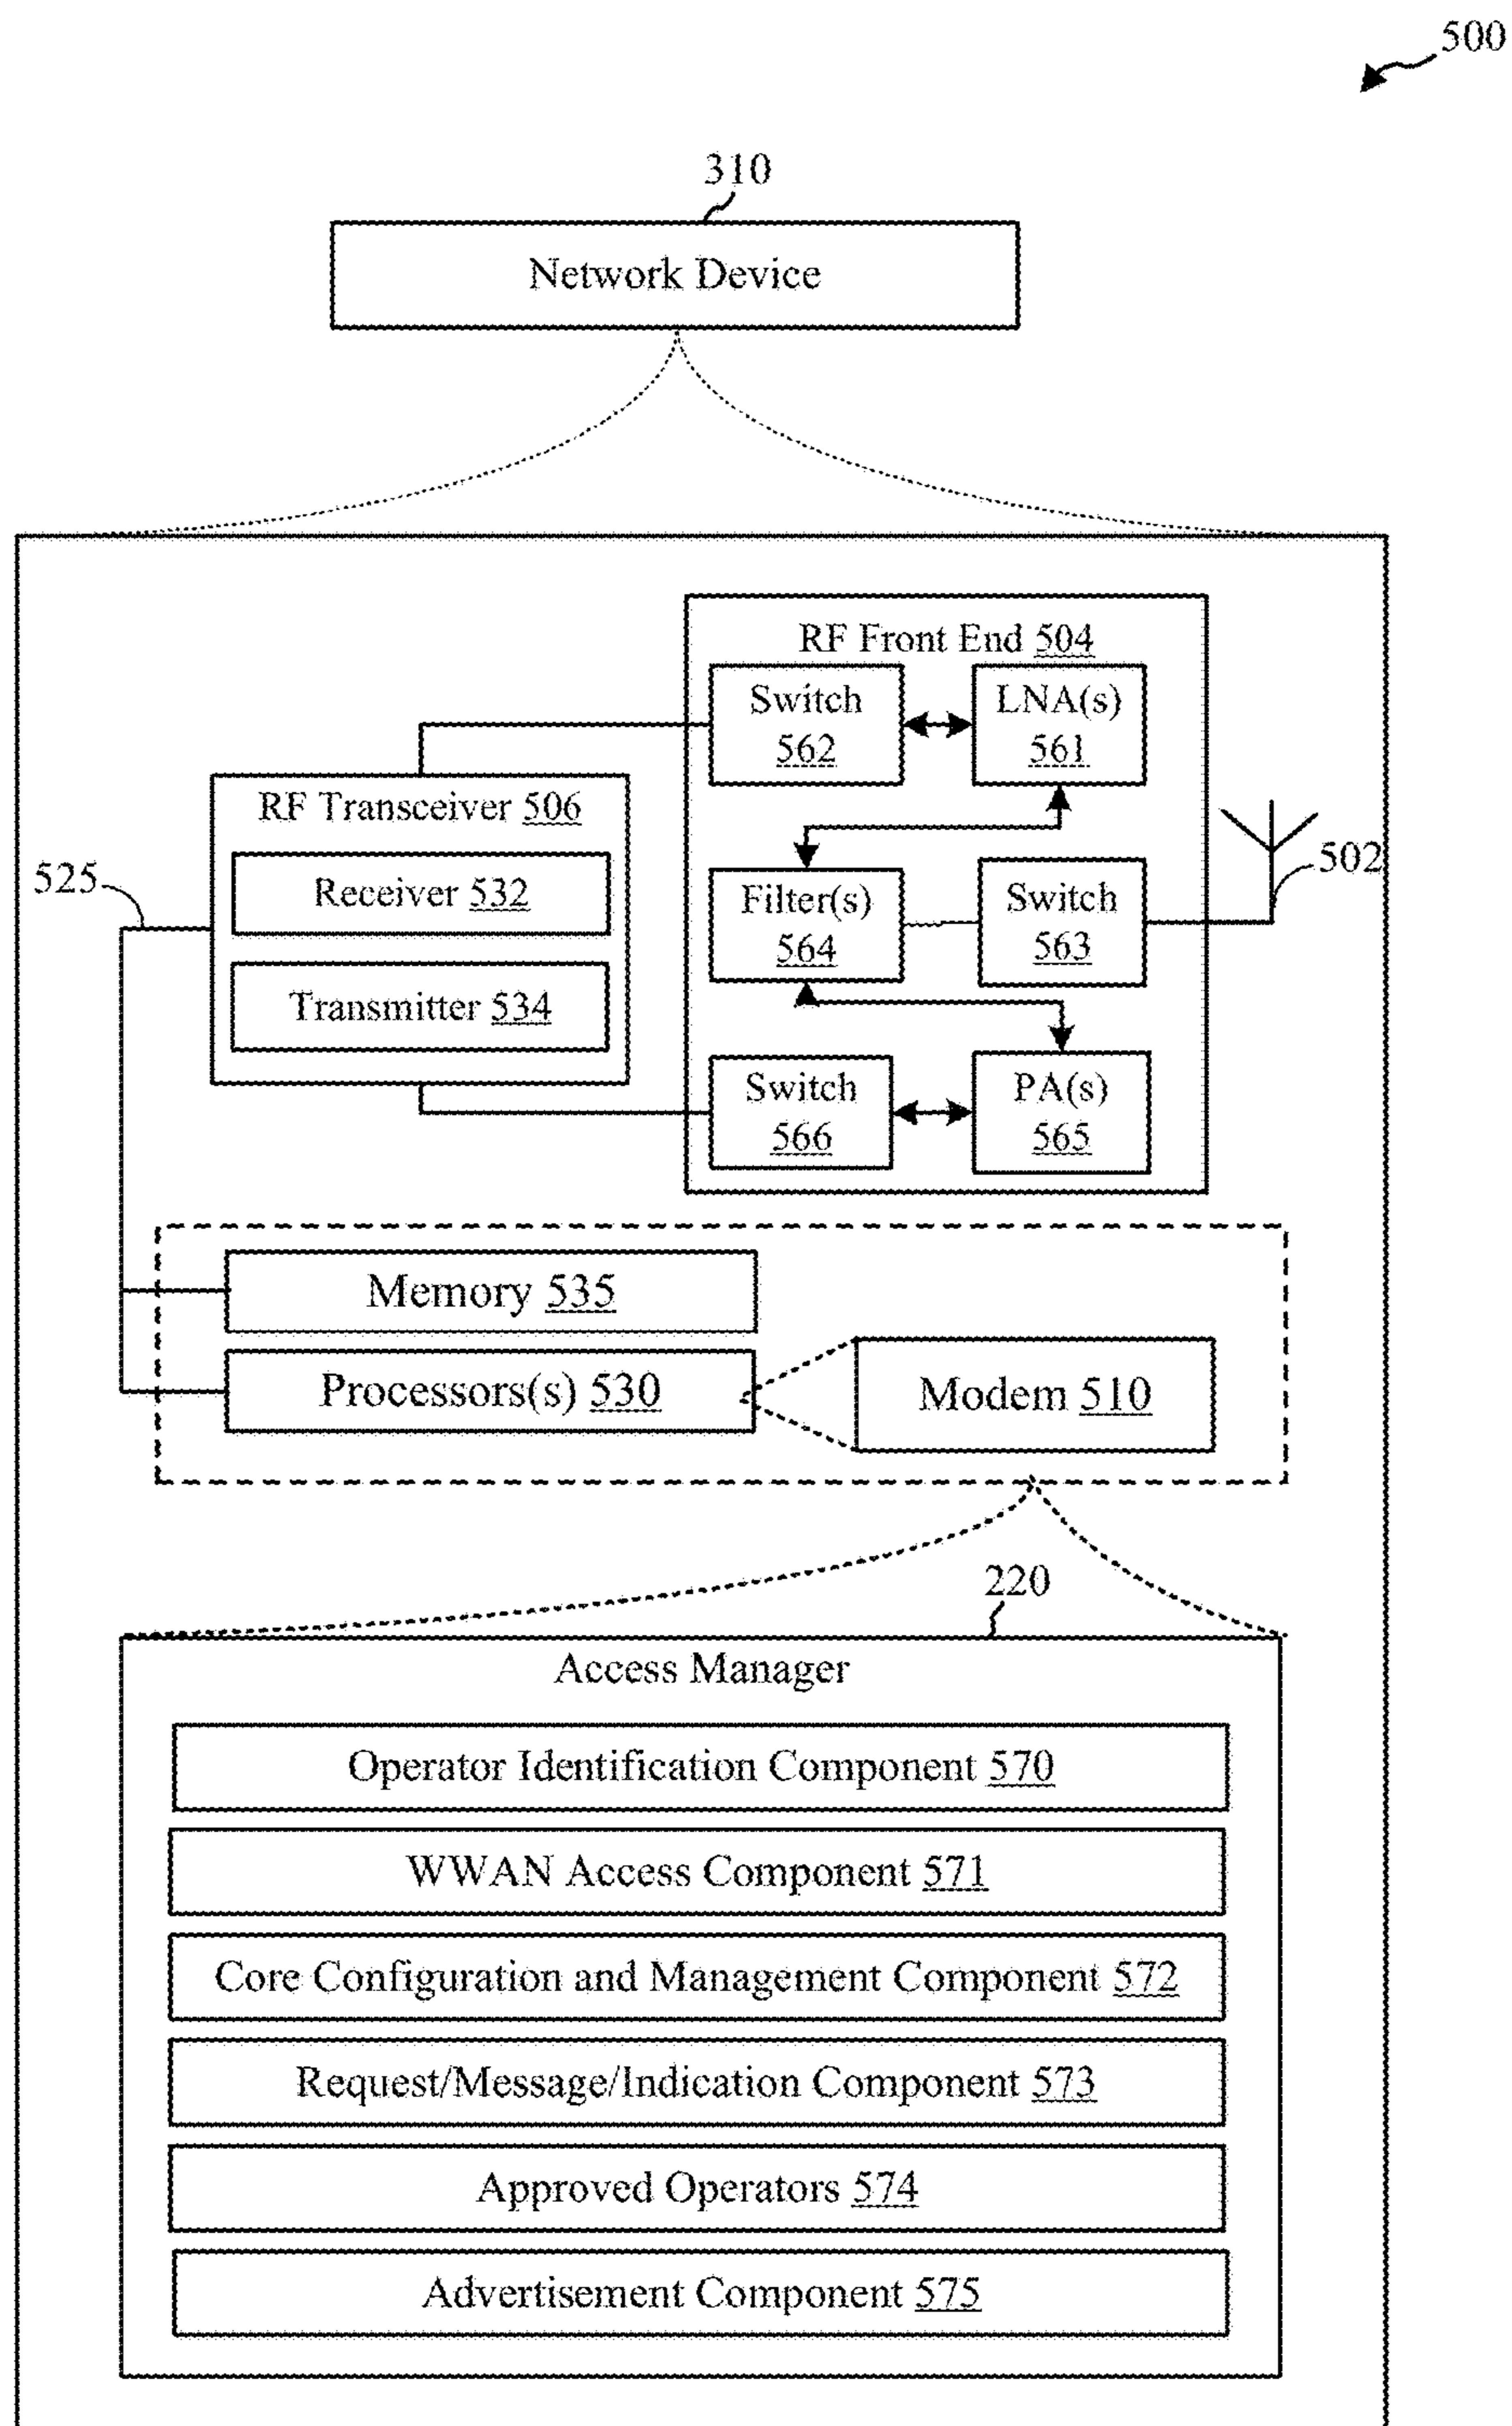 500
310
Network Device
RF Front End 504
Switch
562
LNA(s)
561
RF Transceiver 506
Receiver 532
Transmitter 534
525
Filter(s)
564
Switch
563
502
Switch
566
PA(s)
565
Memory 535
Processors(s) 530
Modem 510
220
Access Manager
Operator Identification Component 570
WWAN Access Component 571
Core Configuration and Management Component 572
Request/Message/Indication Component 573
Approved Operators 574
Advertisement Component 575